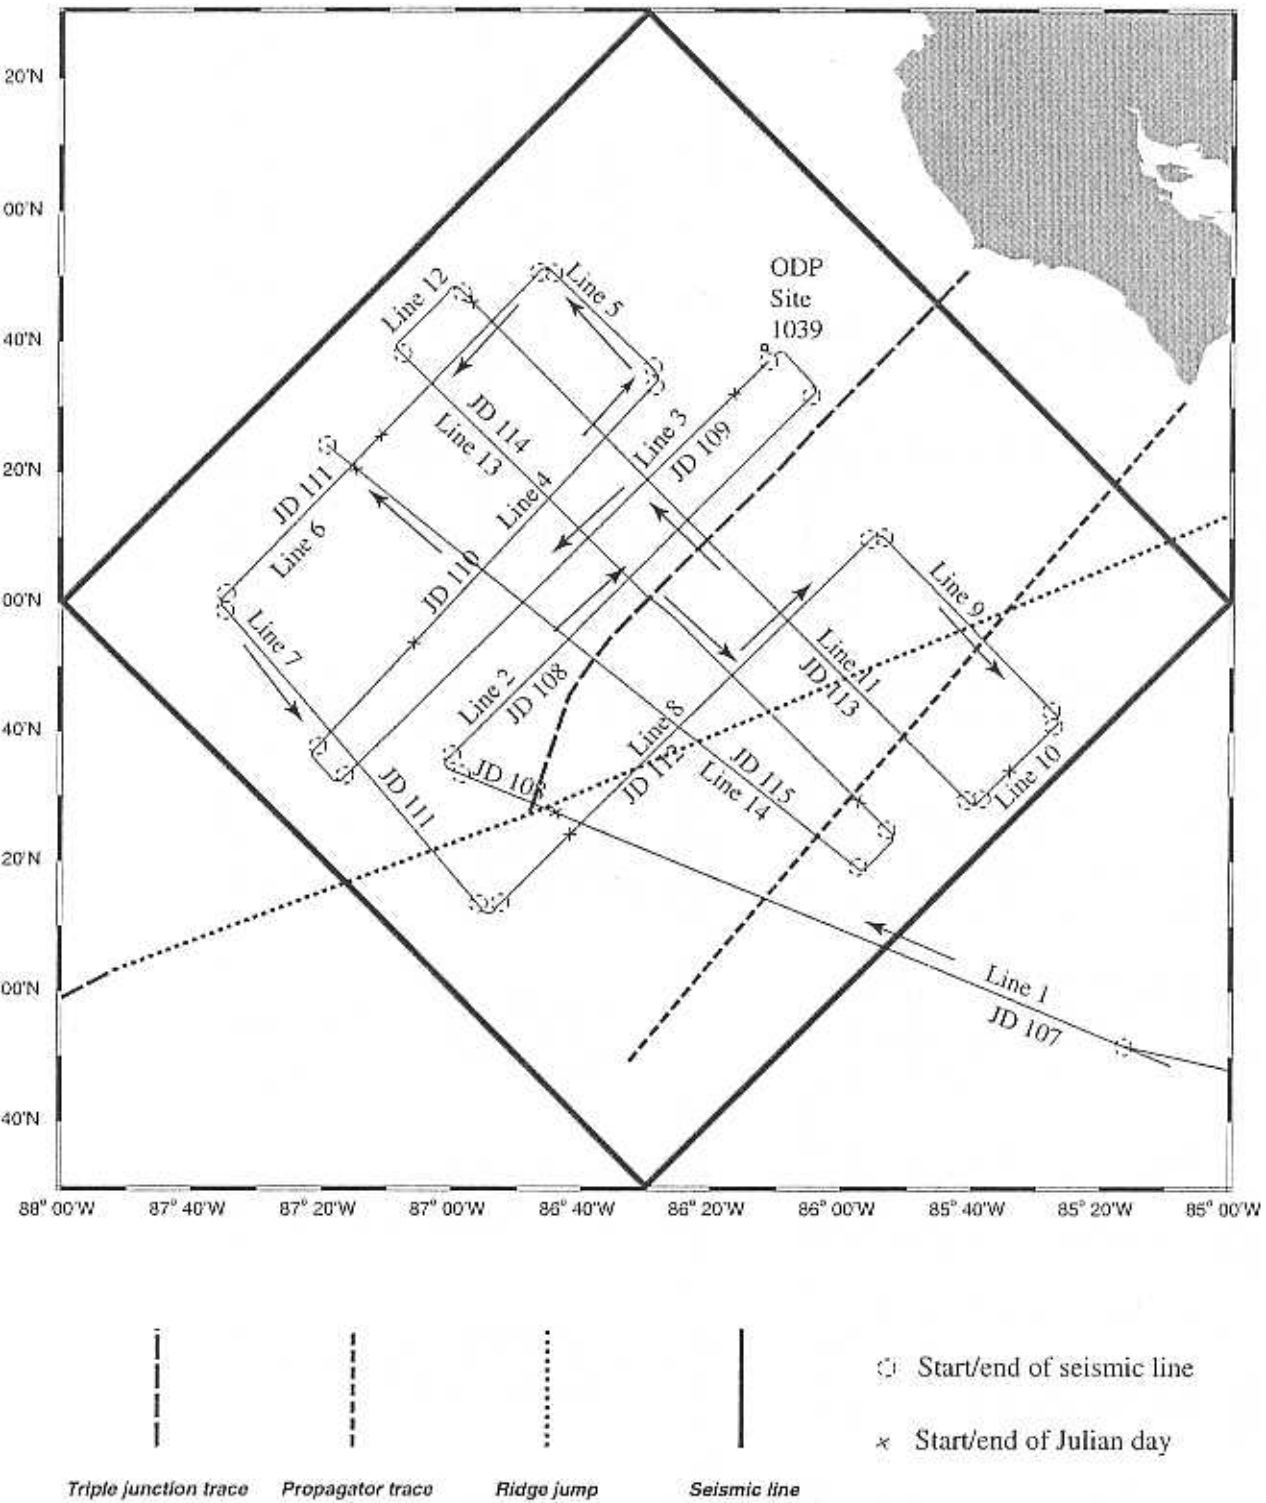 20'N
00'N
40'N
20'N
00'N
40'N
20'N
00'N
40'N
88° 00'W 87° 40'W 87° 20'W 87° 00'W 86° 40'W 86° 20'W 86° 00'W 85° 40'W 85° 20'W 85° 00'W
ODP
Site
1039
Line 12
Line 5
JD 114
Line 13
Line 3
JD 109
Line 4
JD 111
Line 6
JD 110
Line 7
Line 9
Line 2
JD 108
Line 11
JD 113
Line 8
JD 115
Line 14
Line 10
JD 111
Line 1
JD 107
Triple junction trace
Propagator trace
Ridge jump
Seismic line
Start/end of seismic line
Start/end of Julian day